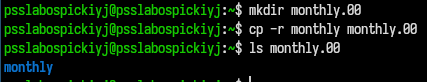 psslabospickiyj@psslabospickiyj:~$ mkdir monthly.00
psslabospickiyj@psslabospickiyj:~$ cp -r monthly monthly.00
psslabospickiyj@psslabospickiyj:~$ ls monthly.00
monthly